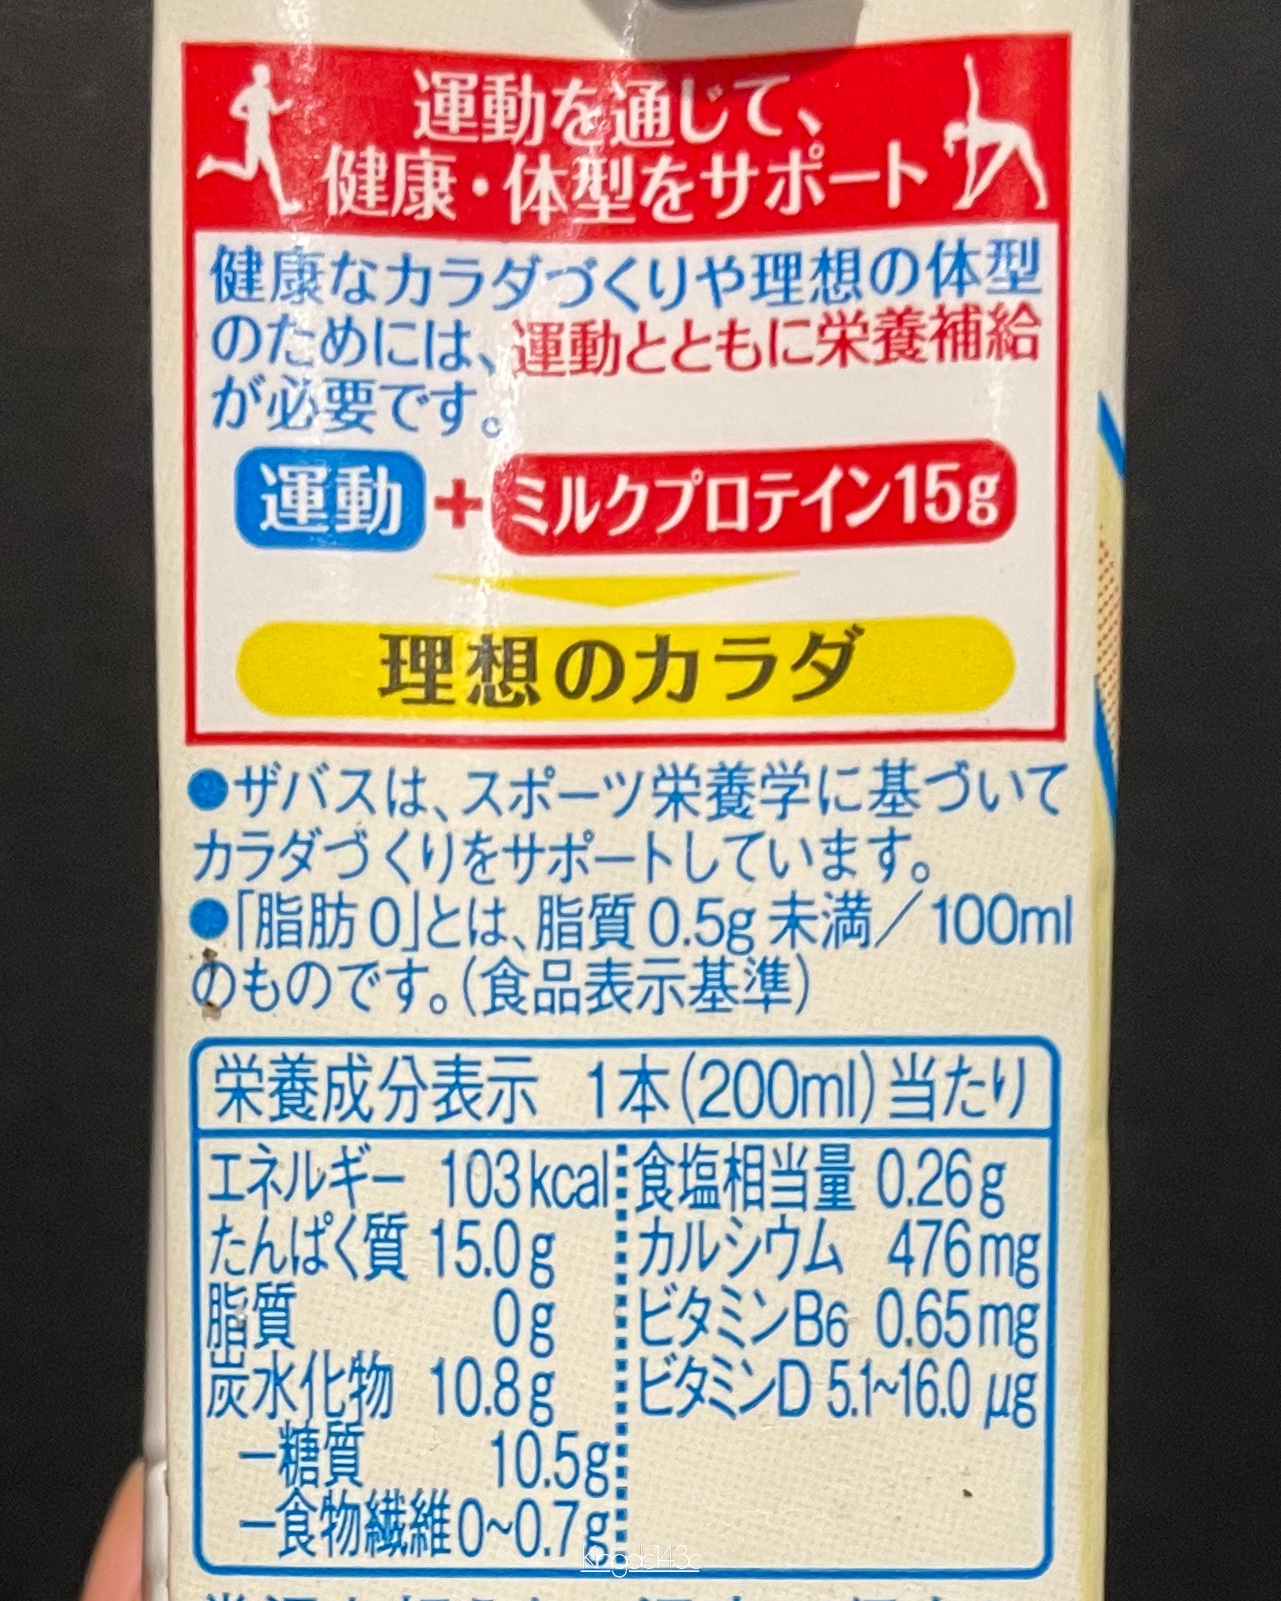 運動を通じて、
健康・体型をサポート
健康なカラダづくりや理想の体型
のためには、運動とともに栄養補給
が必要です。
運動+ミルクプロテイン15g
理想のカラダ
●ザバスは、スポーツ栄養学に基づいて
カラダづくりをサポートしています。
●「脂肪0」とは、脂質0.5g未満／100ml
のものです。(食品表示基準)
栄養成分表示 1本(200ml)当たり
エネルギー 103kcal
たんぱく質 15.0g
脂質 0g
炭水化物 10.8g
－糖質 10.5g
－食物繊維 0~0.7g
食塩相当量 0.26g
カルシウム 476mg
ビタミンB6 0.65mg
ビタミンD 5.1~16.0 μg